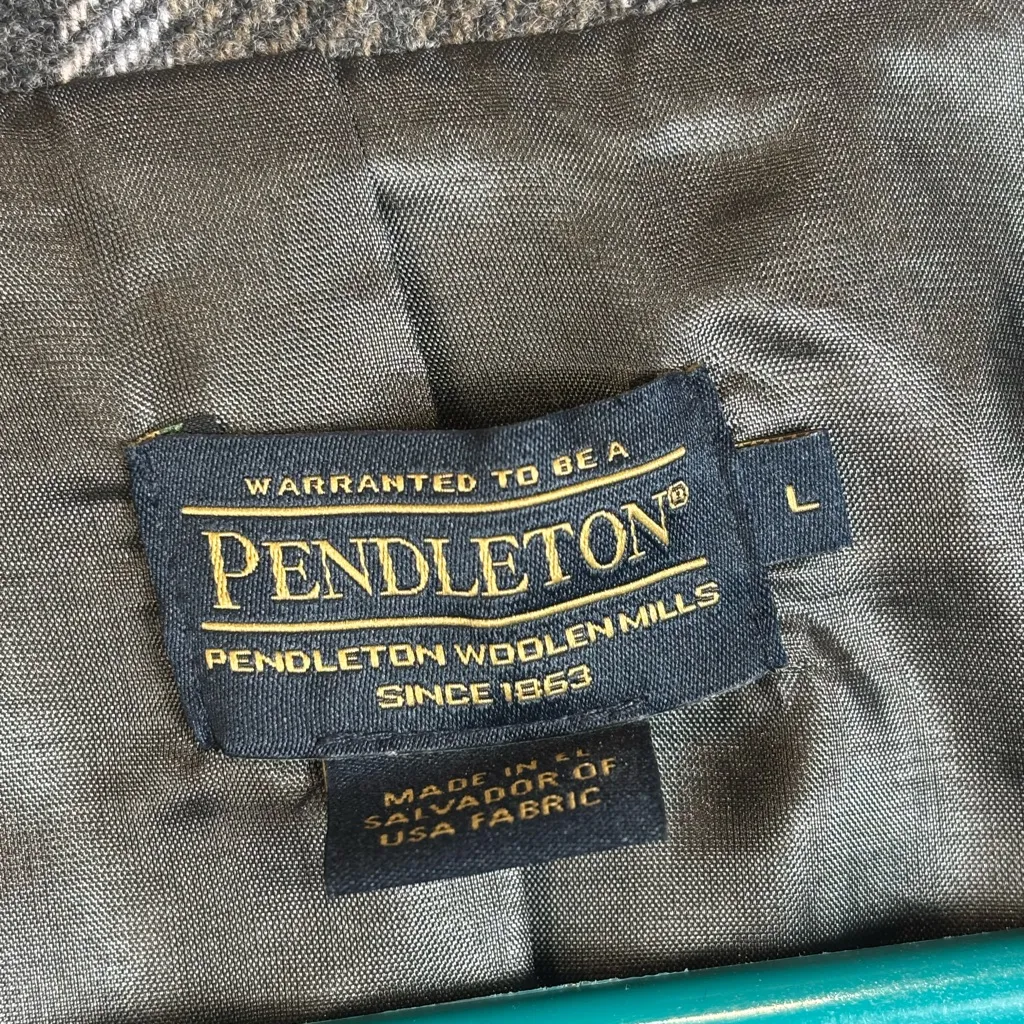 WARRANTED TO BE A
PENDLETON®
PENDLETON WOOLEN MILLS
SINCE 1863
L
MADE IN EL
SALVADOR OF
USA FABRIC